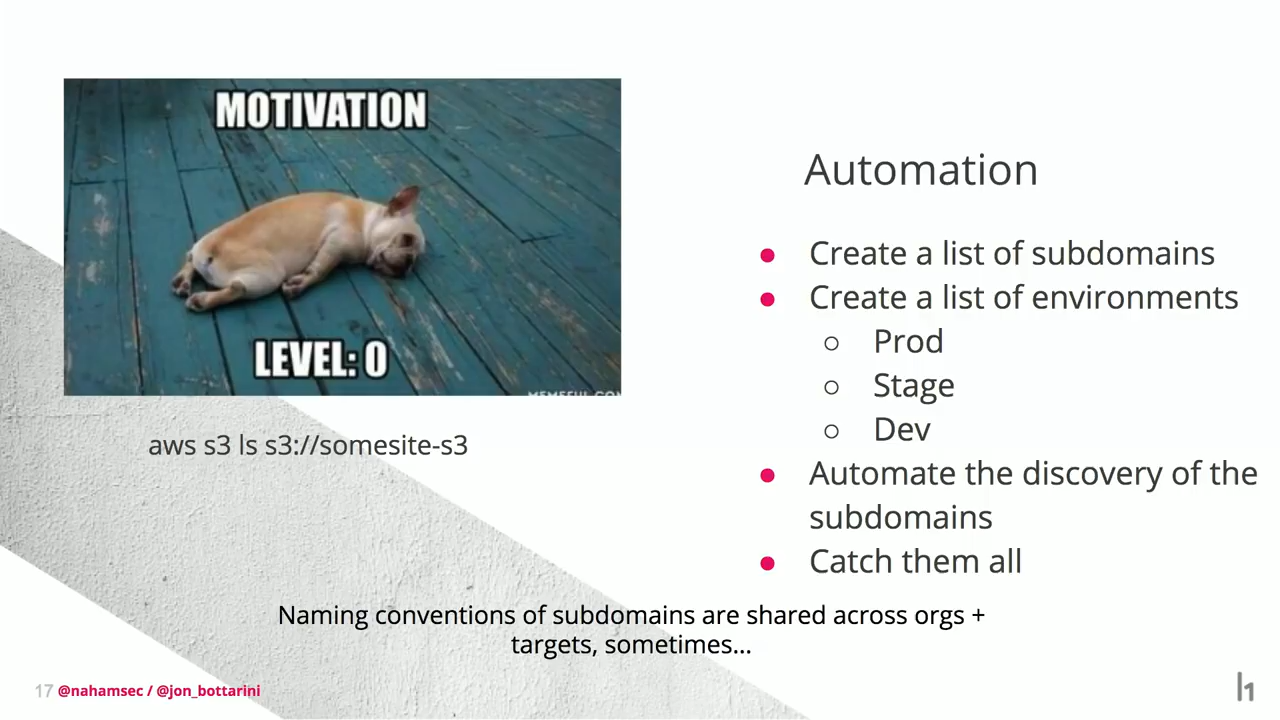 MOTIVATION
LEVEL: 0
aws s3 ls s3://somesite-s3
Automation
● Create a list of subdomains
● Create a list of environments
○ Prod
○ Stage
○ Dev
● Automate the discovery of the
subdomains
● Catch them all
Naming conventions of subdomains are shared across orgs +
targets, sometimes...
17 @nahamsec / @jon_bottarini
l1